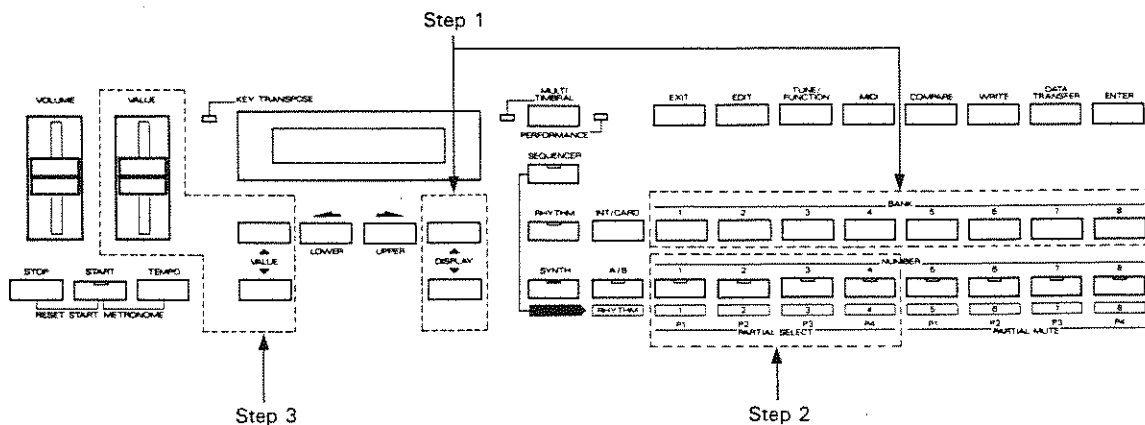 Step 1
VOLUME
VALUE
KEY TRANSPOSE
MULTI
TIMBRAL
PERFORMANCE
EXIT
EDIT
TUNE/
FUNCTION
MIDI
COMPARE
WRITE
DATA
TRANSFER
ENTER
SEQUENCER
BANK
RHYTHM
INT/CARD
1 2 3 4 5 6 7 8
VALUE
LOWER
UPPER
DISPLAY
NUMBER
STOP
START
TEMPO
SYNTH
A/B
1 2 3 4 5 6 7 8
RESET START
METRONOME
RHYTHM
1 2 3 4 5 6 7 8
P1 P2 P3 P4 P1 P2 P3 P4
PARTIAL SELECT
PARTIAL MUTE
Step 3
Step 2